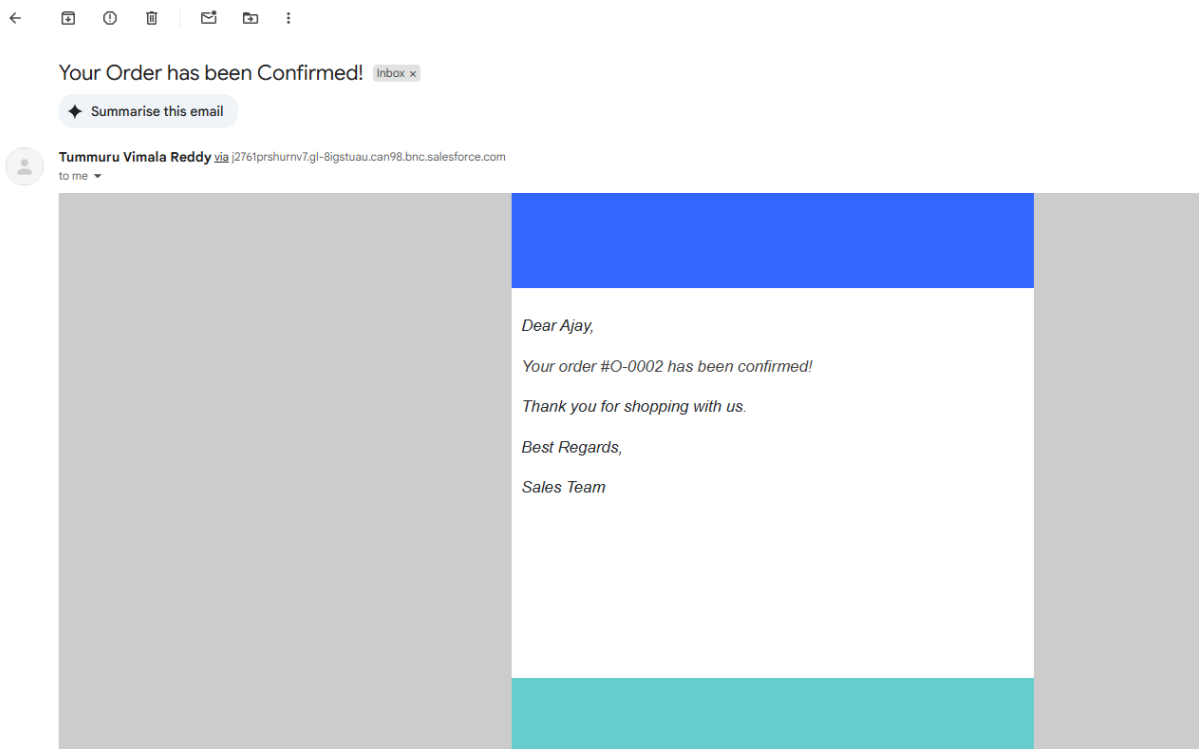 Your Order has been Confirmed! Inbox ×
Summarise this email
Tummuru Vimala Reddy via j2761prshurnv7.gl-8igstuau.can98.bnc.salesforce.com
to me
Dear Ajay,
Your order #O-0002 has been confirmed!
Thank you for shopping with us.
Best Regards,
Sales Team